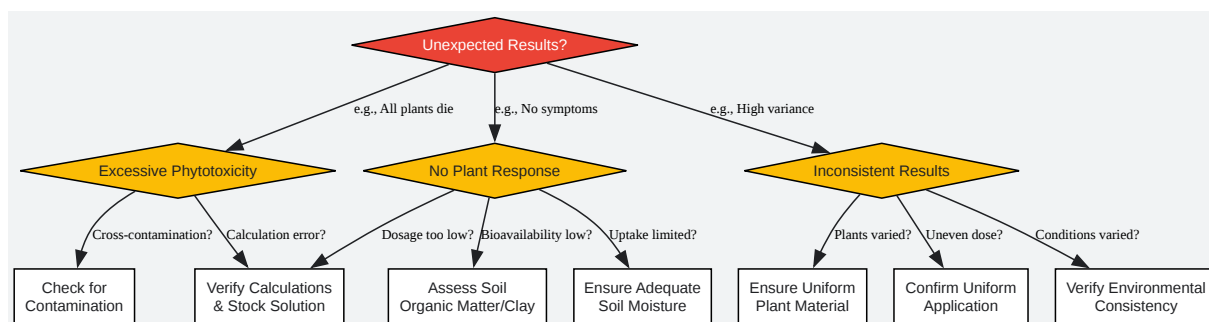 Unexpected Results?
e.g., All plants die
e.g., No symptoms
e.g., High variance
Excessive Phytotoxicity
No Plant Response
Inconsistent Results
Cross-contamination?
Calculation error?
Dosage too low?
Bioavailability low?
Uptake limited?
Plants varied?
Uneven dose?
Conditions varied?
Check for
Contamination
Verify Calculations
& Stock Solution
Assess Soil
Organic Matter/Clay
Ensure Adequate
Soil Moisture
Ensure Uniform
Plant Material
Confirm Uniform
Application
Verify Environmental
Consistency